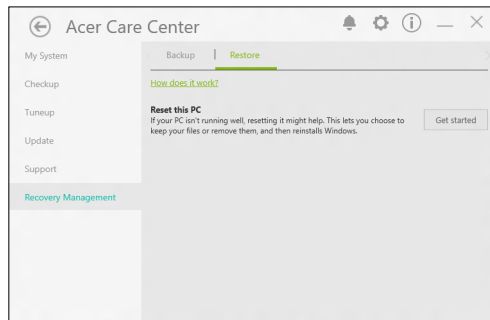 Acer Care Center
My System
Checkup
Tuneup
Update
Support
Recovery Management
Backup | Restore
How does it work?
Reset this PC
If your PC isn't running well, resetting it might help. This lets you choose to
keep your files or remove them, and then reinstalls Windows.
Get started